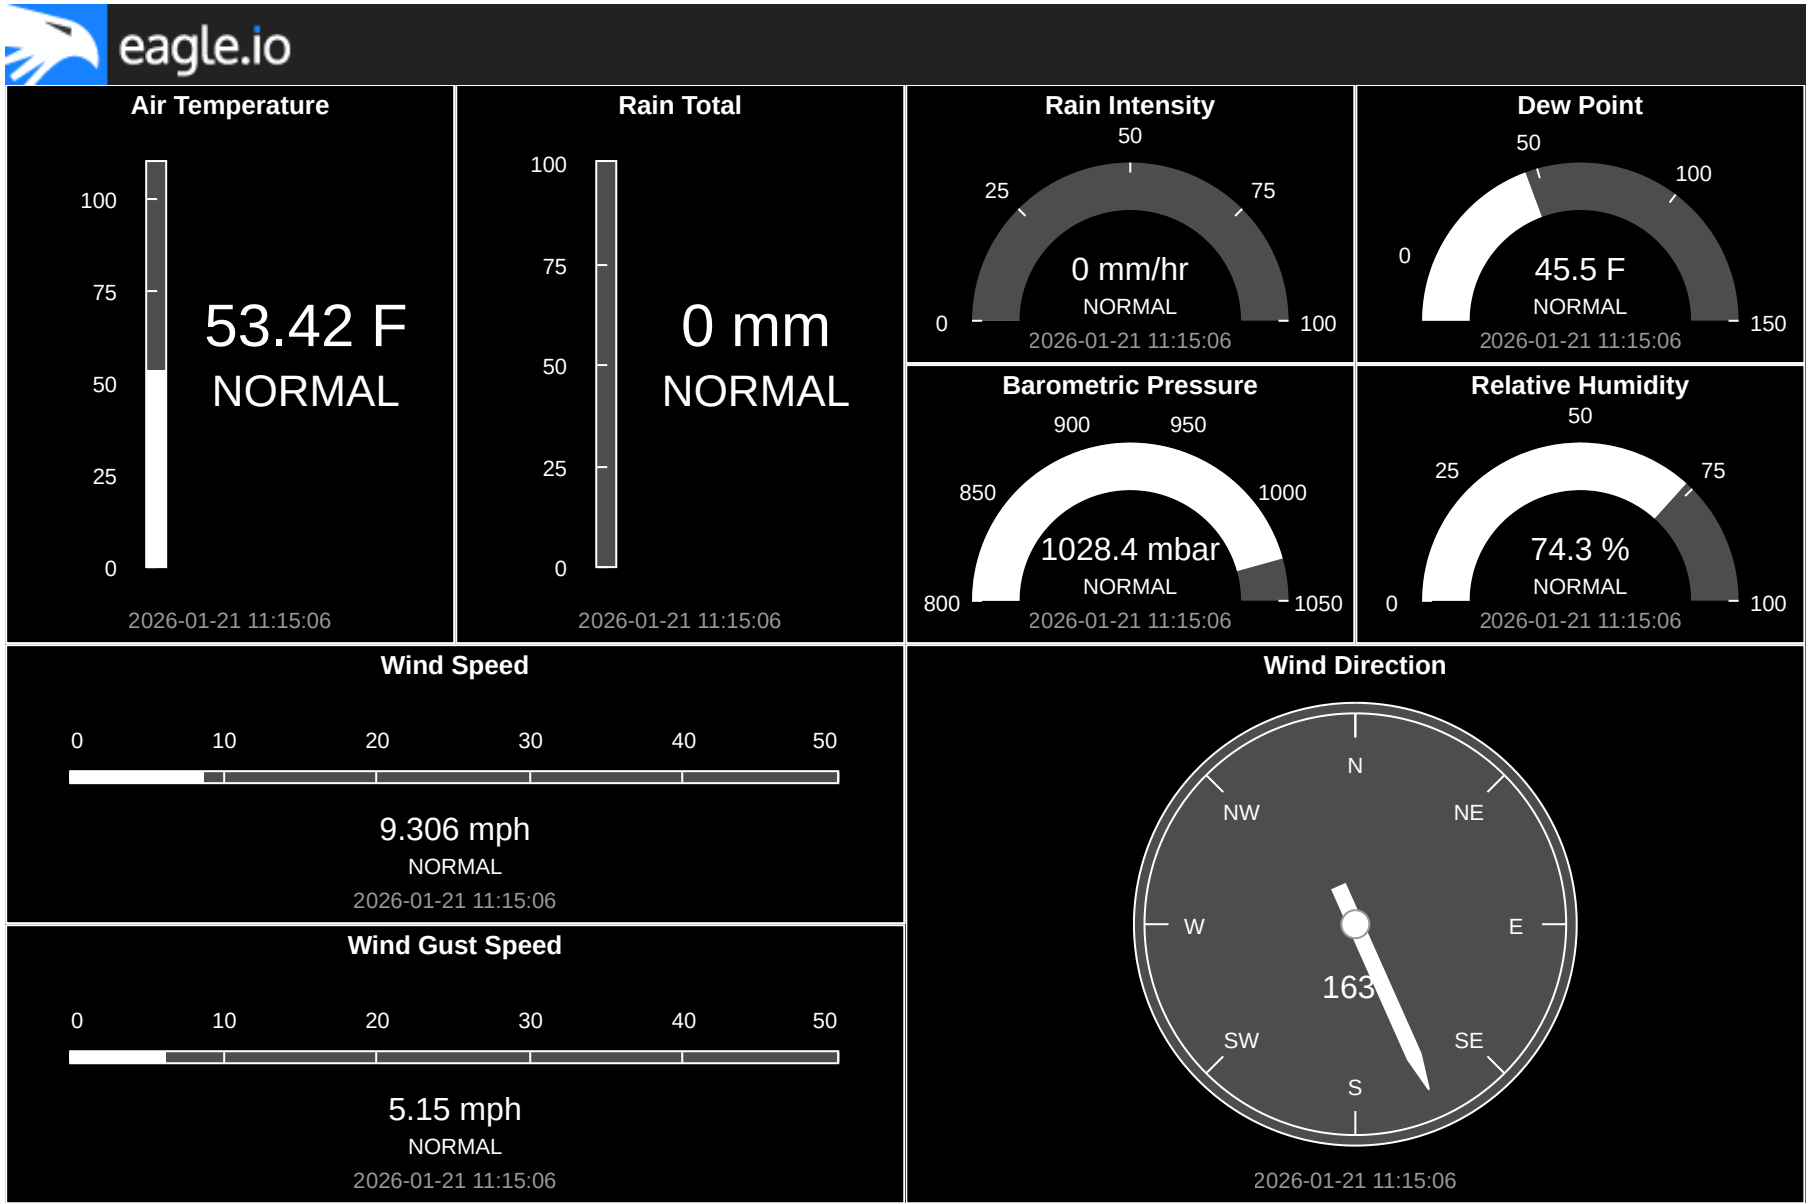 eagle.io
Air Temperature
100
75
50
25
0
53.42 F
NORMAL
2026-01-21 11:15:06
Rain Total
100
75
50
25
0
0 mm
NORMAL
2026-01-21 11:15:06
Rain Intensity
0
25
50
75
100
0 mm/hr
NORMAL
2026-01-21 11:15:06
Dew Point
0
50
100
150
45.5 F
NORMAL
2026-01-21 11:15:06
Barometric Pressure
800
850
900
950
1000
1050
1028.4 mbar
NORMAL
2026-01-21 11:15:06
Relative Humidity
0
25
50
75
100
74.3 %
NORMAL
2026-01-21 11:15:06
Wind Speed
0 10 20 30 40 50
9.306 mph
NORMAL
2026-01-21 11:15:06
Wind Gust Speed
0 10 20 30 40 50
5.15 mph
NORMAL
2026-01-21 11:15:06
Wind Direction
N
NW NE
W E
163
SW SE
S
2026-01-21 11:15:06